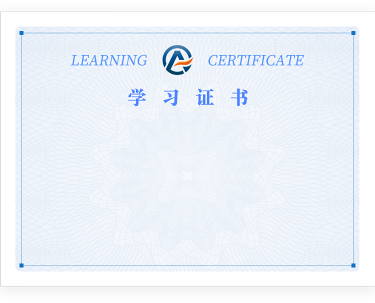 LEARNING CERTIFICATE
学习证书